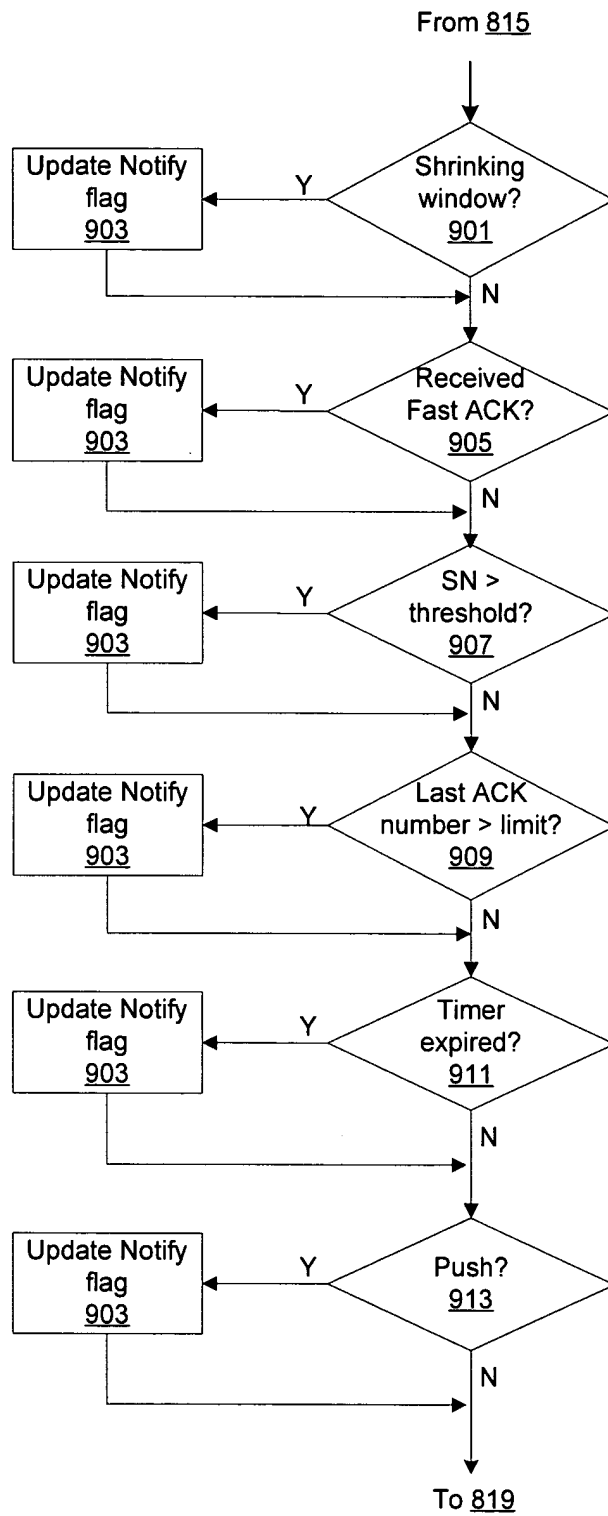 From 815
Shrinking
window?
901
Y
Update Notify
flag
903
N
Received
Fast ACK?
905
Y
Update Notify
flag
903
N
SN >
threshold?
907
Y
Update Notify
flag
903
N
Last ACK
number > limit?
909
Y
Update Notify
flag
903
N
Timer
expired?
911
Y
Update Notify
flag
903
N
Push?
913
Y
Update Notify
flag
903
N
To 819